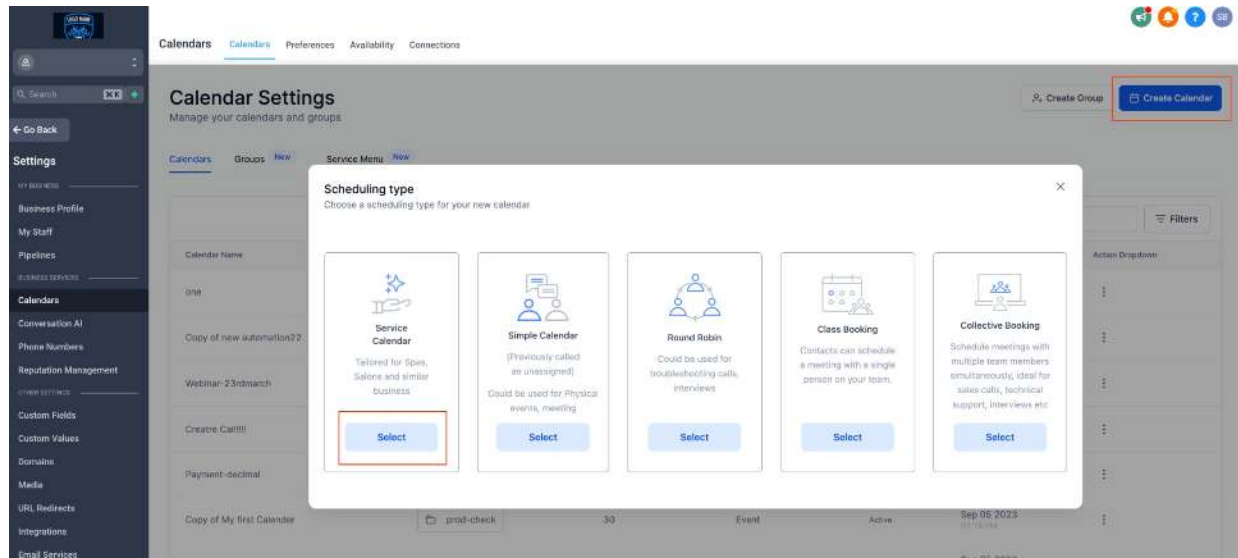 Calendars Calendars Preferences Availability Connections
SB
Search
Go Back
Settings
MY BUSINESS
Business Profile
My Staff
Pipelines
BUSINESS SERVICES
Calendars
Conversation AI
Phone Numbers
Reputation Management
OTHER SETTINGS
Custom Fields
Custom Values
Domains
Media
URL Redirects
Integrations
Email Services
Calendar Settings
Manage your calendars and groups
Create Group
Create Calendar
Calendars Groups New Service Menu New
Filters
Calendar Name
Action Dropdown
one
Copy of new automation22
Webinar-23rdmarch
Payment-decimal
Copy of My first Calendar prod-check 30 Event Active Sep 05 2023
Scheduling type
Choose a scheduling type for your new calendar
Service
Calendar
Tailored for Spas,
Salons and similar
business
Select
Simple Calendar
(Previously called
as unassigned)
Could be used for Physical
events, meeting
Select
Round Robin
Could be used for
troubleshooting calls,
interviews
Select
Class Booking
Contacts can schedule
a meeting with a single
person on your team.
Select
Collective Booking
Schedule meetings with
multiple team members
simultaneously, ideal for
sales calls, technical
support, interviews etc
Select